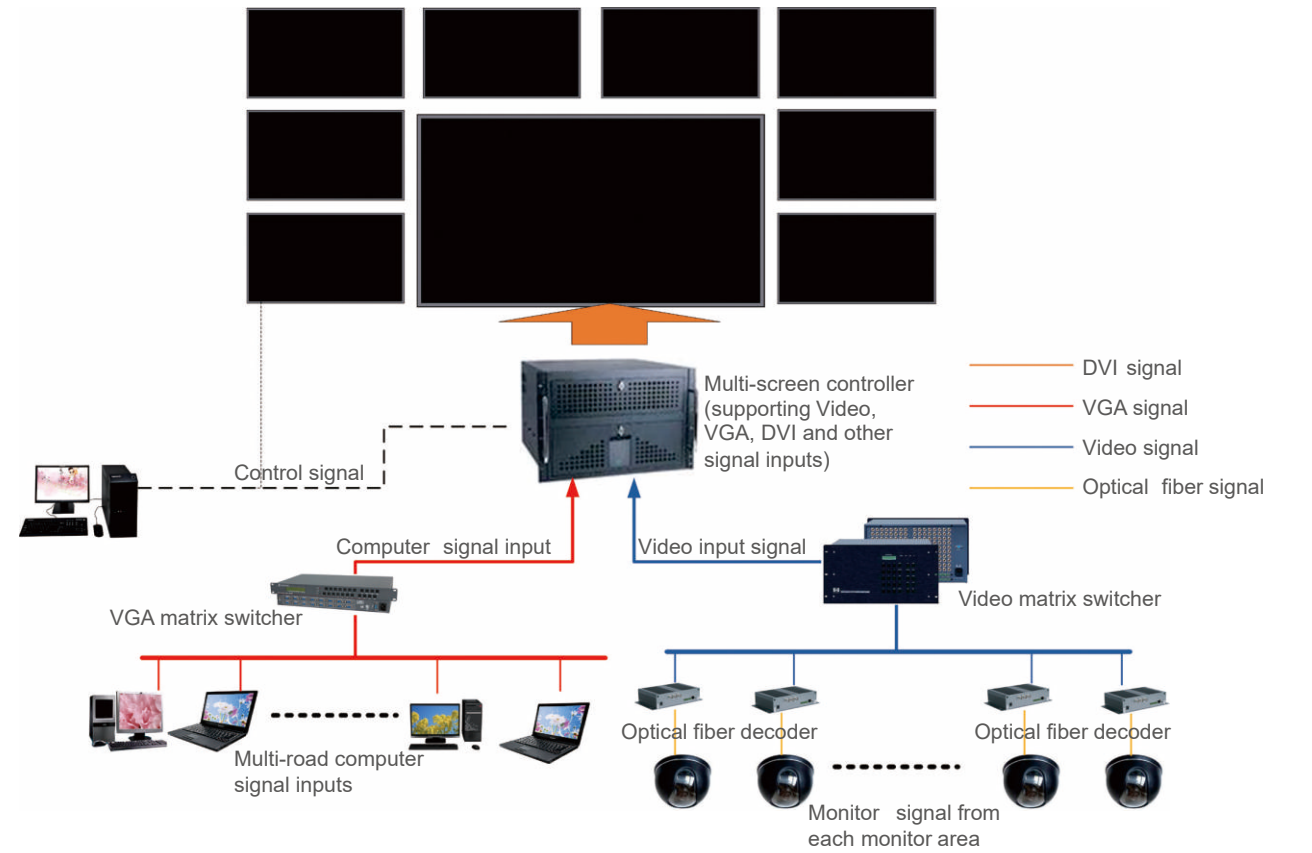 Multi-screen controller
(supporting Video,
VGA, DVI and other
signal inputs)
DVI signal
VGA signal
Video signal
Optical fiber signal
Control signal
Computer signal input
Video input signal
VGA matrix switcher
Video matrix switcher
Optical fiber decoder
Optical fiber decoder
Multi-road computer
signal inputs
Monitor signal from
each monitor area